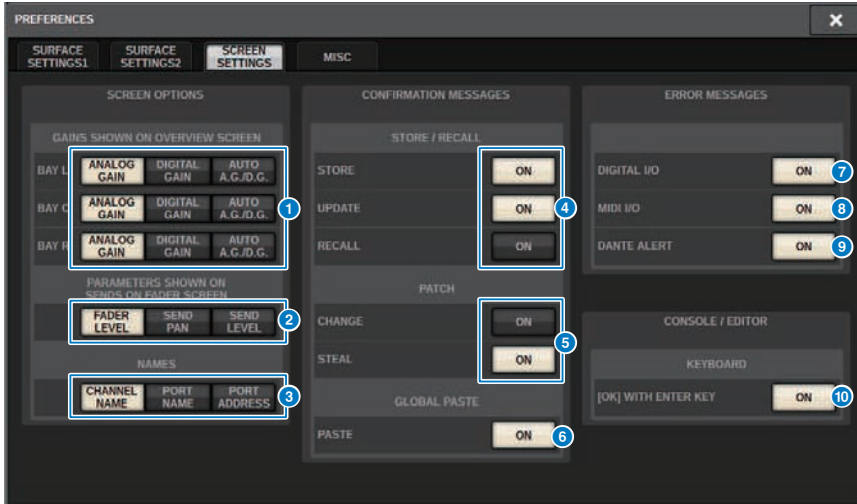 PREFERENCES
SURFACE SETTINGS1
SURFACE SETTINGS2
SCREEN SETTINGS
MISC
SCREEN OPTIONS
GAINS SHOWN ON OVERVIEW SCREEN
BAY L ANALOG GAIN DIGITAL GAIN AUTO A.G./D.G.
BAY C ANALOG GAIN DIGITAL GAIN AUTO A.G./D.G.
BAY R ANALOG GAIN DIGITAL GAIN AUTO A.G./D.G.
1
PARAMETERS SHOWN ON
SENDS ON FADER SCREEN
FADER LEVEL SEND PAN SEND LEVEL 2
NAMES
CHANNEL NAME PORT NAME PORT ADDRESS 3
CONFIRMATION MESSAGES
STORE / RECALL
STORE ON
UPDATE ON 4
RECALL ON
PATCH
CHANGE ON
5
STEAL ON
GLOBAL PASTE
PASTE ON 6
ERROR MESSAGES
DIGITAL I/O ON 7
MIDI I/O ON 8
DANTE ALERT ON 9
CONSOLE / EDITOR
KEYBOARD
[OK] WITH ENTER KEY ON 10